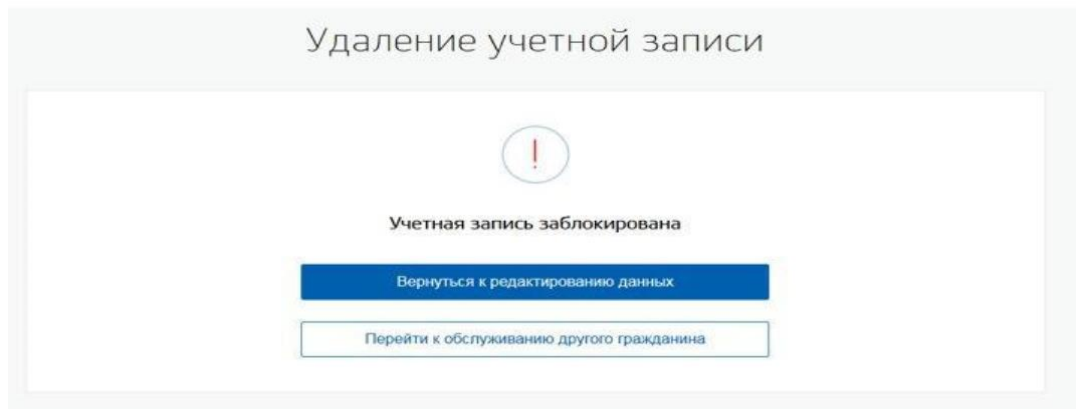 Удаление учетной записи
!
Учетная запись заблокирована
Вернуться к редактированию данных
Перейти к обслуживанию другого гражданина